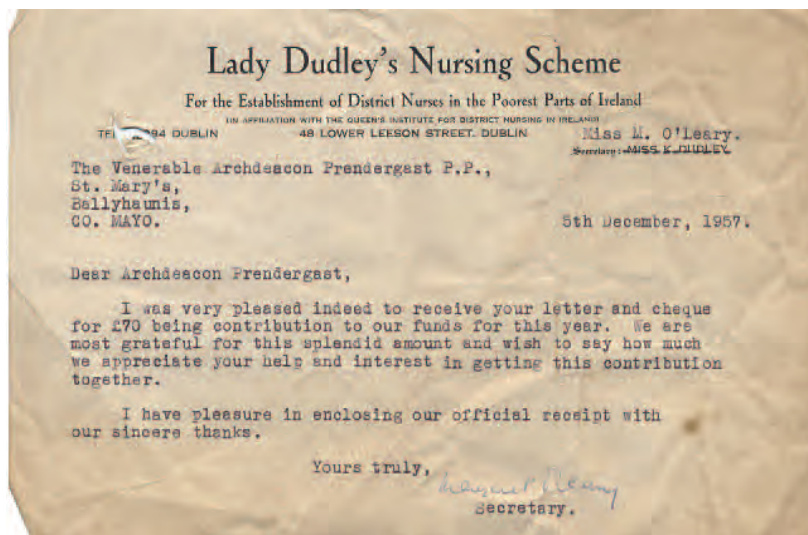 Lady Dudley's Nursing Scheme
For the Establishment of District Nurses in the Poorest Parts of Ireland
(IN AFFILIATION WITH THE QUEEN'S INSTITUTE FOR DISTRICT NURSING IN IRELAND)
94 DUBLIN 48 LOWER LEESON STREET. DUBLIN Miss M. O'Leary.
Secretary: MISS K. DUDLEY
The Venerable Archdeacon Prendergast P.P.,
St. Mary's,
Ballyhaunis,
CO. MAYO. 5th December, 1957.
Dear Archdeacon Prendergast,
I was very pleased indeed to receive your letter and cheque
for £70 being contribution to our funds for this year. We are
most grateful for this splendid amount and wish to say how much
we appreciate your help and interest in getting this contribution
together.
I have pleasure in enclosing our official receipt with
our sincere thanks.
Yours truly,
Secretary.